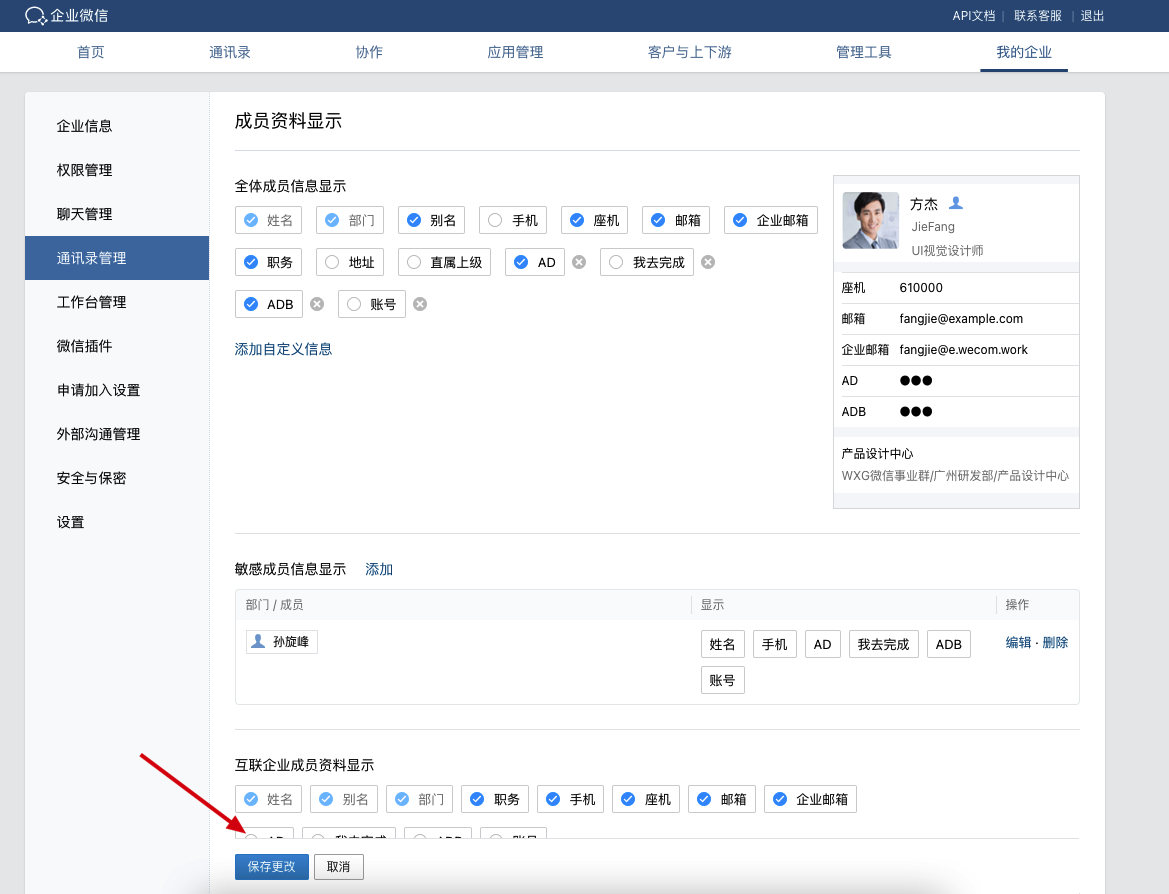 企业微信
API文档 | 联系客服 | 退出
首页 通讯录 协作 应用管理 客户与上下游 管理工具 我的企业
企业信息
权限管理
聊天管理
通讯录管理
工作台管理
微信插件
申请加入设置
外部沟通管理
安全与保密
设置
成员资料显示
全体成员信息显示
姓名 部门 别名 手机 座机 邮箱 企业邮箱
职务 地址 直属上级 AD 我去完成
ADB 账号
添加自定义信息
方杰
JieFang
UI视觉设计师
座机 610000
邮箱 fangjie@example.com
企业邮箱 fangjie@e.wecom.work
AD ●●●
ADB ●●●
产品设计中心
WXG微信事业群/广州研发部/产品设计中心
敏感成员信息显示 添加
部门 / 成员 显示 操作
孙旋峰 姓名 手机 AD 我去完成 ADB 编辑 · 删除
账号
互联企业成员资料显示
姓名 别名 部门 职务 手机 座机 邮箱 企业邮箱
AD 我去完成 ADB 账号
保存更改 取消